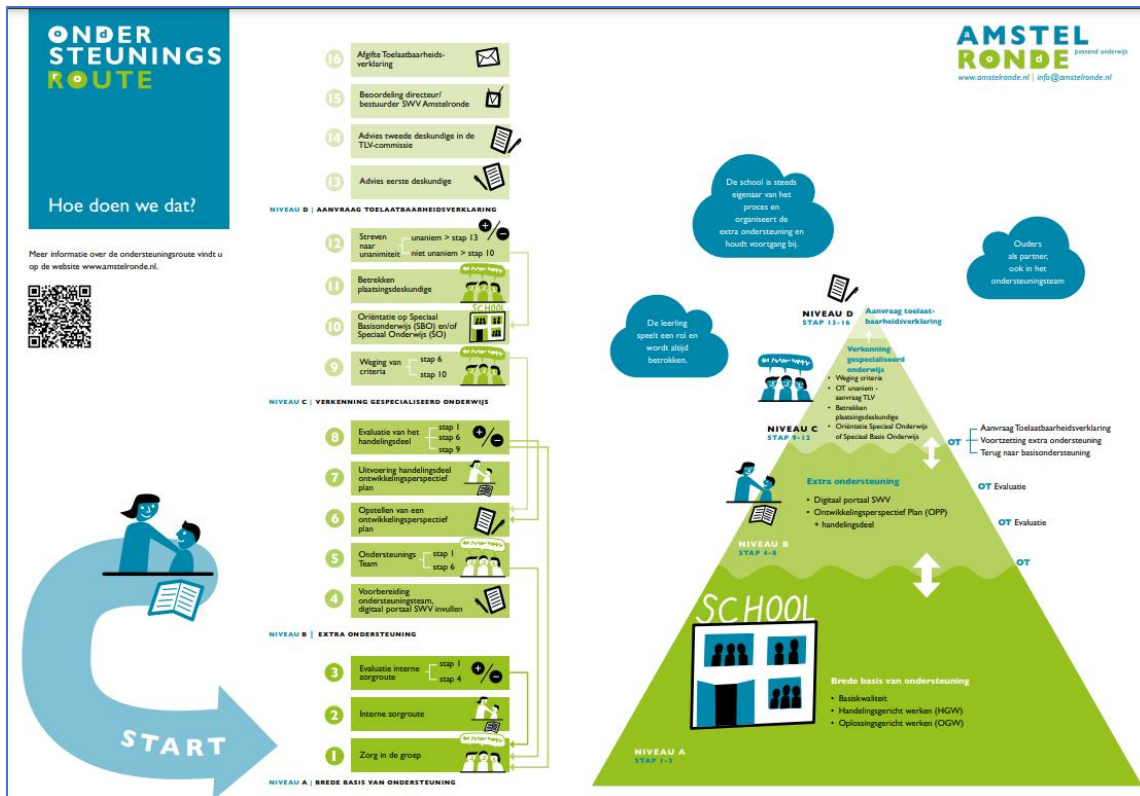 ONDER
STEUNINGS
ROUTE
Hoe doen we dat?
Meer informatie over de ondersteuningsroute vindt u
op de website www.amstelronde.nl.
16
Afgifte Toelaatbaarheids-
verklaring
15
Beoordeling directeur/
bestuurder SWV Amstelronde
14
Advies tweede deskundige in de
TLV-commissie
13
Advies eerste deskundige
NIVEAU D | AANVRAAG TOELAATBAARHEIDSVERKLARING
12
Streven
naar
unanimiteit
unaniem > stap 13
niet unaniem > stap 10
11
Betrekken
plaatsingsdeskundige
10
Oriëntatie op Speciaal
Basisonderwijs (SBO) en/of
Speciaal Onderwijs (SO)
SCHOOL
9
Weging van
criteria
stap 6
stap 10
NIVEAU C | VERKENNING GESPECIALISEERD ONDERWIJS
8
Evaluatie van het
handelingsdeel
stap 1
stap 6
stap 9
7
Uitvoering handelingsdeel
ontwikkelingsperspectief
plan
6
Opstellen van een
ontwikkelingsperspectief
plan
5
Ondersteunings
Team
stap 1
stap 6
4
Voorbereiding
ondersteuningsteam,
digitaal portaal SWV invullen
NIVEAU B | EXTRA ONDERSTEUNING
3
Evaluatie interne
zorgroute
stap 1
stap 4
2
Interne zorgroute
1
Zorg in de groep
NIVEAU A | BREDE BASIS VAN ONDERSTEUNING
START
AMSTEL
RONDE
passend onderwijs
www.amstelronde.nl | info@amstelronde.nl
De school is steeds
eigenaar van het
proces en
organiseert de
extra ondersteuning en
houdt voortgang bij.
Ouders
als partner,
ook in het
ondersteuningsteam
De leerling
speelt een rol en
wordt altijd
betrokken.
NIVEAU D
STAP 13-16
Aanvraag toelaat-
baarheidsverklaring
Verkenning
gespecialiseerd
onderwijs
• Weging criteria
• OT unaniem -
aanvraag TLV
• Betrekken
plaatsingsdeskundige
• Oriëntatie Speciaal Onderwijs
of Speciaal Basis Onderwijs
NIVEAU C
STAP 9-12
OT
Aanvraag Toelaatbaarheidsverklaring
Voortzetting extra ondersteuning
Terug naar basisondersteuning
Extra ondersteuning
• Digitaal portaal SWV
• Ontwikkelingsperspectief Plan (OPP)
+ handelingsdeel
OT Evaluatie
OT Evaluatie
OT
NIVEAU B
STAP 4-8
SCHOOL
Brede basis van ondersteuning
• Basiskwaliteit
• Handelingsgericht werken (HGW)
• Oplossingsgericht werken (OGW)
NIVEAU A
STAP 1-3